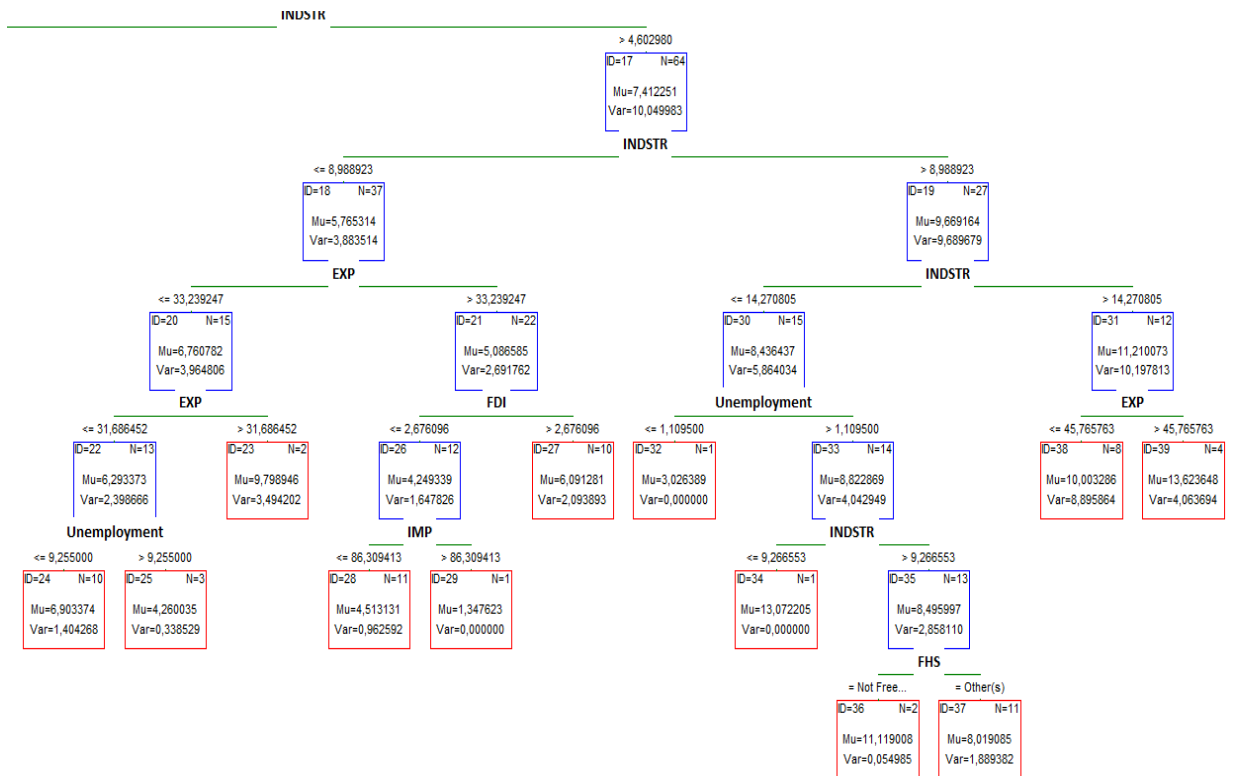 INDSTR
> 4,602980
ID=17 N=64
Mu=7,412251
Var=10,049983
INDSTR
<= 8,988923 > 8,988923
ID=18 N=37 ID=19 N=27
Mu=5,765314 Mu=9,669164
Var=3,883514 Var=9,689679
EXP INDSTR
<= 33,239247 > 33,239247 <= 14,270805 > 14,270805
ID=20 N=15 ID=21 N=22 ID=30 N=15 ID=31 N=12
Mu=6,760782 Mu=5,086585 Mu=8,436437 Mu=11,210073
Var=3,964806 Var=2,691762 Var=5,864034 Var=10,197813
EXP FDI Unemployment EXP
<= 31,686452 > 31,686452 <= 2,676096 > 2,676096 <= 1,109500 > 1,109500 <= 45,765763 > 45,765763
ID=22 N=13 ID=23 N=2 ID=26 N=12 ID=27 N=10 ID=32 N=1 ID=33 N=14 ID=38 N=8 ID=39 N=4
Mu=6,293373 Mu=9,798946 Mu=4,249339 Mu=6,091281 Mu=3,026389 Mu=8,822869 Mu=10,003286 Mu=13,623648
Var=2,398666 Var=3,494202 Var=1,647826 Var=2,093893 Var=0,000000 Var=4,042949 Var=8,895864 Var=4,063694
Unemployment IMP INDSTR
<= 9,255000 > 9,255000 <= 86,309413 > 86,309413 <= 9,266553 > 9,266553
ID=24 N=10 ID=25 N=3 ID=28 N=11 ID=29 N=1 ID=34 N=1 ID=35 N=13
Mu=6,903374 Mu=4,260035 Mu=4,513131 Mu=1,347623 Mu=13,072205 Mu=8,495997
Var=1,404268 Var=0,338529 Var=0,962592 Var=0,000000 Var=0,000000 Var=2,858110
FHS
= Not Free... = Other(s)
ID=36 N=2 ID=37 N=11
Mu=11,119008 Mu=8,019085
Var=0,054985 Var=1,889382